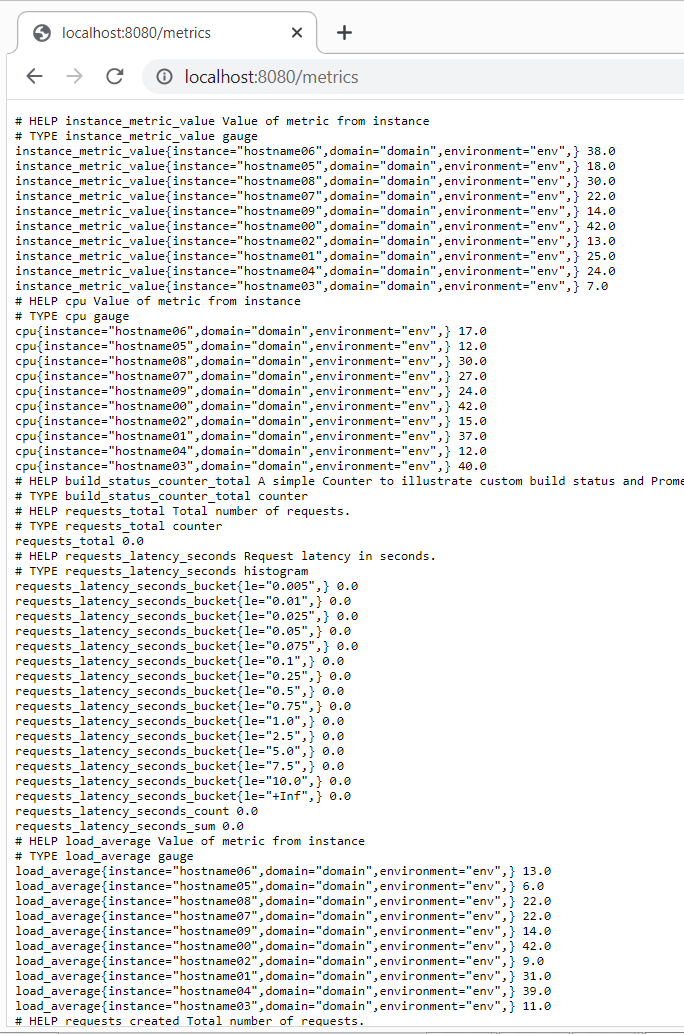 localhost:8080/metrics
localhost:8080/metrics
# HELP instance_metric_value Value of metric from instance
# TYPE instance_metric_value gauge
instance_metric_value{instance="hostname06",domain="domain",environment="env",} 38.0
instance_metric_value{instance="hostname05",domain="domain",environment="env",} 18.0
instance_metric_value{instance="hostname08",domain="domain",environment="env",} 30.0
instance_metric_value{instance="hostname07",domain="domain",environment="env",} 22.0
instance_metric_value{instance="hostname09",domain="domain",environment="env",} 14.0
instance_metric_value{instance="hostname00",domain="domain",environment="env",} 42.0
instance_metric_value{instance="hostname02",domain="domain",environment="env",} 13.0
instance_metric_value{instance="hostname01",domain="domain",environment="env",} 25.0
instance_metric_value{instance="hostname04",domain="domain",environment="env",} 24.0
instance_metric_value{instance="hostname03",domain="domain",environment="env",} 7.0
# HELP cpu Value of metric from instance
# TYPE cpu gauge
cpu{instance="hostname06",domain="domain",environment="env",} 17.0
cpu{instance="hostname05",domain="domain",environment="env",} 12.0
cpu{instance="hostname08",domain="domain",environment="env",} 30.0
cpu{instance="hostname07",domain="domain",environment="env",} 27.0
cpu{instance="hostname09",domain="domain",environment="env",} 24.0
cpu{instance="hostname00",domain="domain",environment="env",} 42.0
cpu{instance="hostname02",domain="domain",environment="env",} 15.0
cpu{instance="hostname01",domain="domain",environment="env",} 37.0
cpu{instance="hostname04",domain="domain",environment="env",} 12.0
cpu{instance="hostname03",domain="domain",environment="env",} 40.0
# HELP build_status_counter_total A simple Counter to illustrate custom build status and Prome
# TYPE build_status_counter_total counter
# HELP requests_total Total number of requests.
# TYPE requests_total counter
requests_total 0.0
# HELP requests_latency_seconds Request latency in seconds.
# TYPE requests_latency_seconds histogram
requests_latency_seconds_bucket{le="0.005",} 0.0
requests_latency_seconds_bucket{le="0.01",} 0.0
requests_latency_seconds_bucket{le="0.025",} 0.0
requests_latency_seconds_bucket{le="0.05",} 0.0
requests_latency_seconds_bucket{le="0.075",} 0.0
requests_latency_seconds_bucket{le="0.1",} 0.0
requests_latency_seconds_bucket{le="0.25",} 0.0
requests_latency_seconds_bucket{le="0.5",} 0.0
requests_latency_seconds_bucket{le="0.75",} 0.0
requests_latency_seconds_bucket{le="1.0",} 0.0
requests_latency_seconds_bucket{le="2.5",} 0.0
requests_latency_seconds_bucket{le="5.0",} 0.0
requests_latency_seconds_bucket{le="7.5",} 0.0
requests_latency_seconds_bucket{le="10.0",} 0.0
requests_latency_seconds_bucket{le="+Inf",} 0.0
requests_latency_seconds_count 0.0
requests_latency_seconds_sum 0.0
# HELP load_average Value of metric from instance
# TYPE load_average gauge
load_average{instance="hostname06",domain="domain",environment="env",} 13.0
load_average{instance="hostname05",domain="domain",environment="env",} 6.0
load_average{instance="hostname08",domain="domain",environment="env",} 22.0
load_average{instance="hostname07",domain="domain",environment="env",} 22.0
load_average{instance="hostname09",domain="domain",environment="env",} 14.0
load_average{instance="hostname00",domain="domain",environment="env",} 42.0
load_average{instance="hostname02",domain="domain",environment="env",} 9.0
load_average{instance="hostname01",domain="domain",environment="env",} 31.0
load_average{instance="hostname04",domain="domain",environment="env",} 39.0
load_average{instance="hostname03",domain="domain",environment="env",} 11.0
# HELP requests_created Total number of requests.